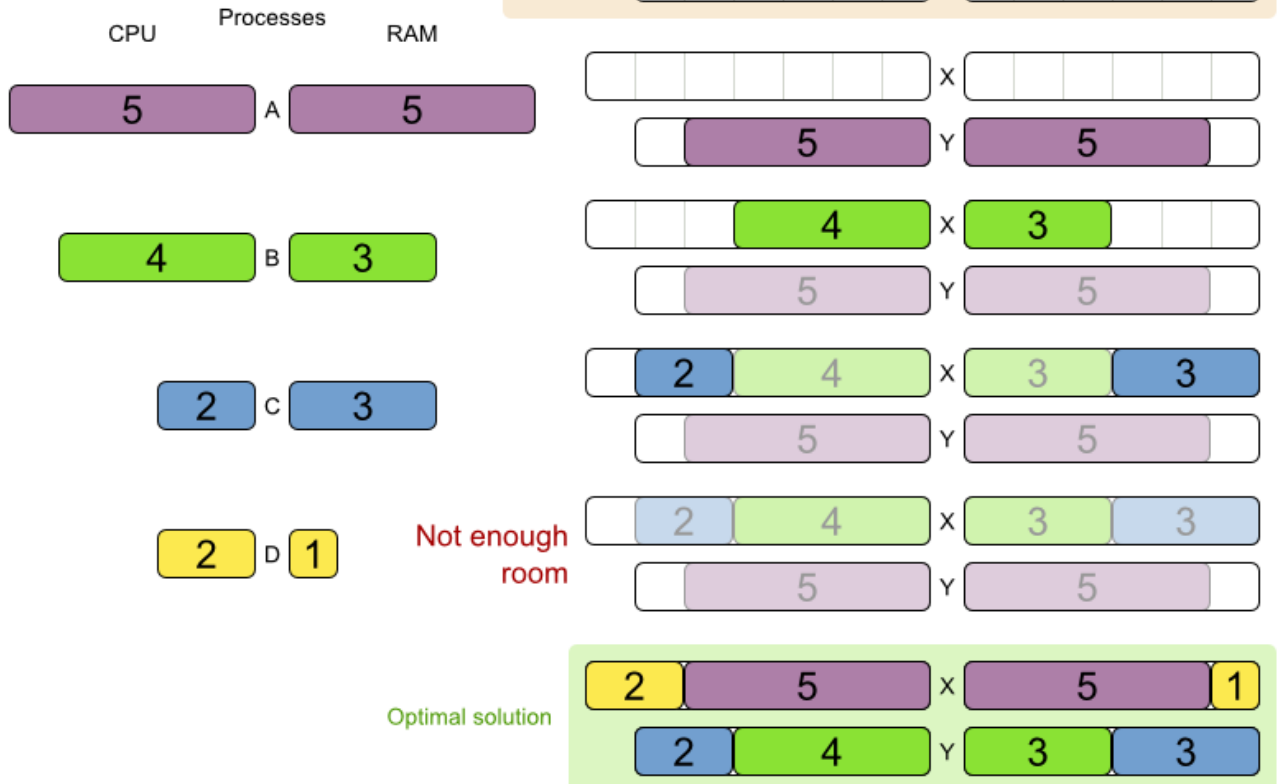 Processes
CPU RAM
X
5 A 5
5 Y 5
4 X 3
4 B 3
5 Y 5
2 4 X 3 3
2 C 3
5 Y 5
2 4 X 3 3
Not enough
room
2 D 1
5 Y 5
2 5 X 5 1
Optimal solution
2 4 Y 3 3